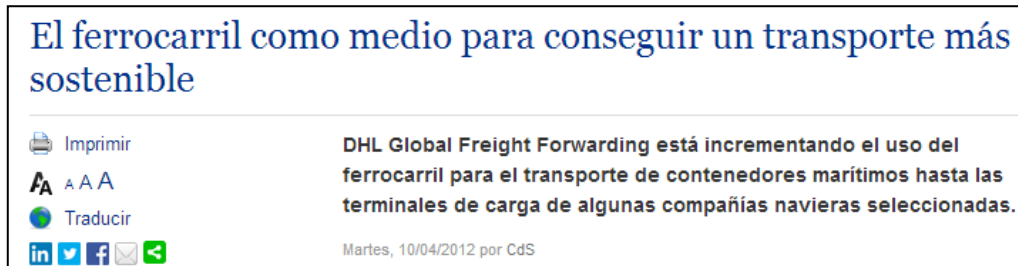 El ferrocarril como medio para conseguir un transporte más
sostenible
Imprimir
AA A A A
Traducir
in
f
DHL Global Freight Forwarding está incrementando el uso del
ferrocarril para el transporte de contenedores marítimos hasta las
terminales de carga de algunas compañías navieras seleccionadas.
Martes, 10/04/2012 por CdS